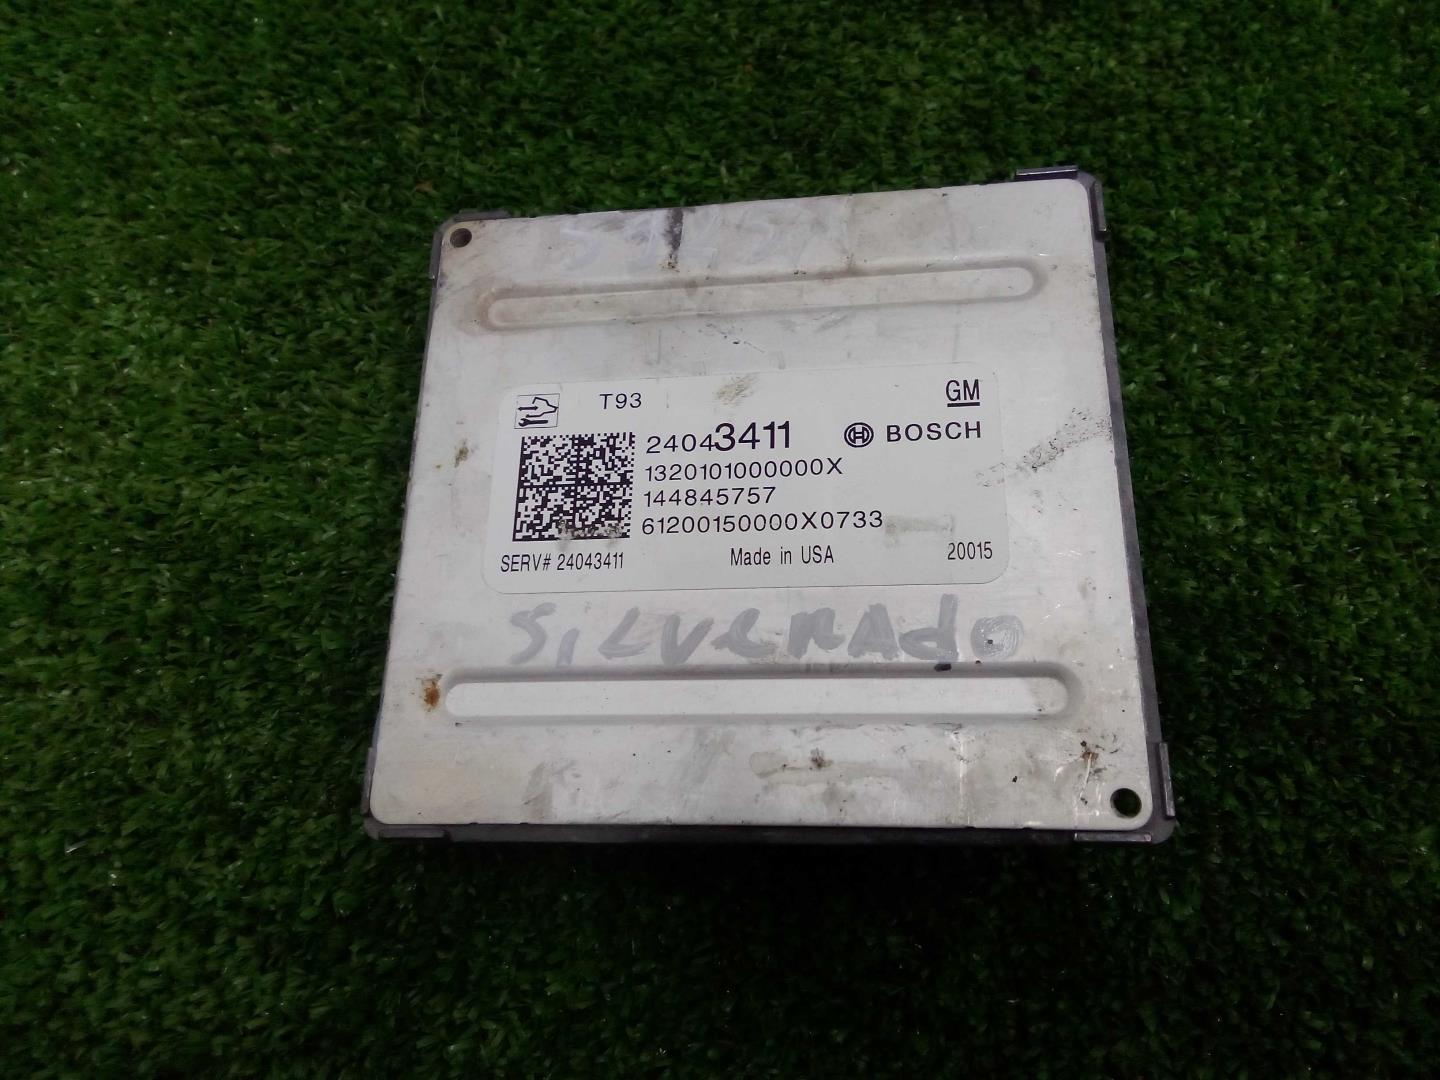 T93
GM
24043411
BOSCH
1320101000000X
144845757
61200150000X0733
SERV# 24043411
Made in USA
20015
SiLVERAdo